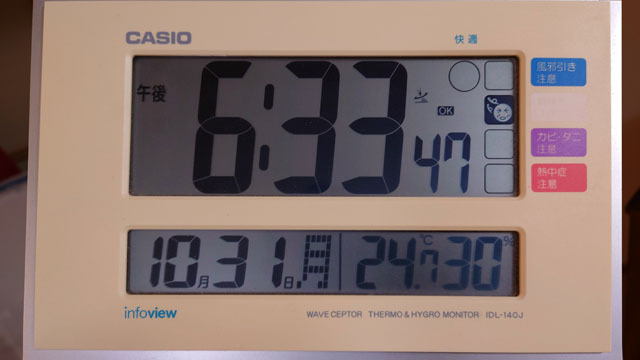 CASIO
快適
午後 6:33 47
OK
風邪引き
注意
カビ・ダニ
注意
熱中症
注意
10月31日 月 24.7℃ 30%
infoview
WAVE CEPTOR THERMO & HYGRO MONITOR IDL-140J